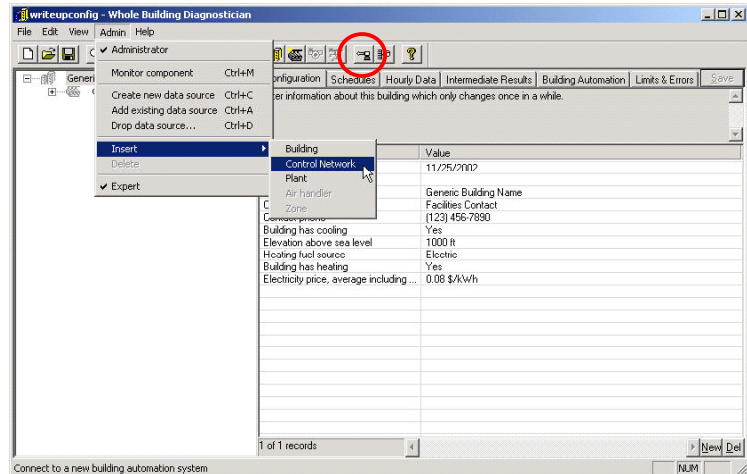 writeupconfig - Whole Building Diagnostician
File Edit View Admin Help
Administrator
Monitor component Ctrl+M
Create new data source Ctrl+C
Add existing data source Ctrl+A
Drop data source... Ctrl+D
Insert
Delete
Expert
Building
Control Network
Plant
Air handler
Zone
Schedules Hourly Data Intermediate Results Building Automation Limits & Errors Save
information about this building which only changes once in a while.
Value
11/25/2002
Generic Building Name
Facilities Contact
Contact phone (123) 456-7890
Building has cooling Yes
Elevation above sea level 1000 ft
Heating fuel source Electric
Building has heating Yes
Electricity price, average including ... 0.08 $/kWh
1 of 1 records New Del
Connect to a new building automation system NUM